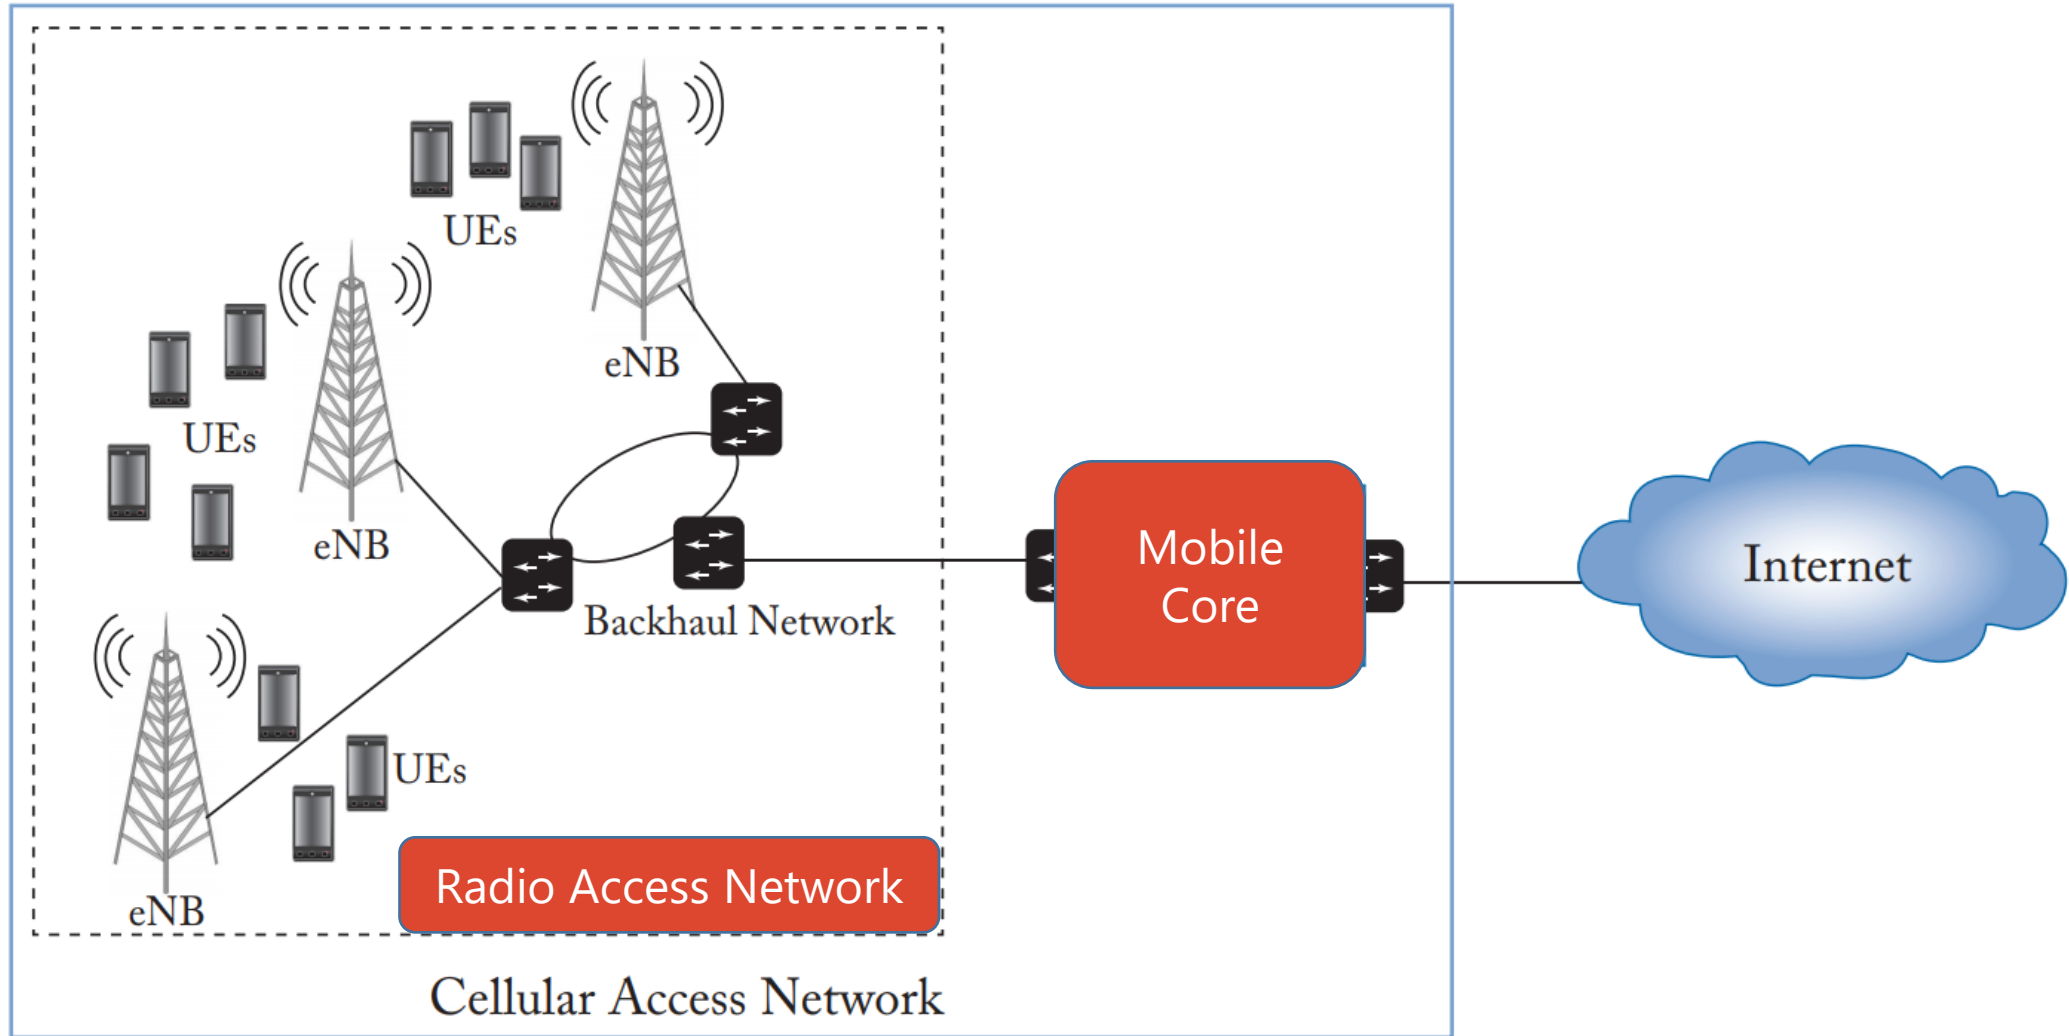 UEs
eNB
UEs
eNB
Backhaul Network
Mobile
Core
Internet
UEs
Radio Access Network
eNB
Cellular Access Network